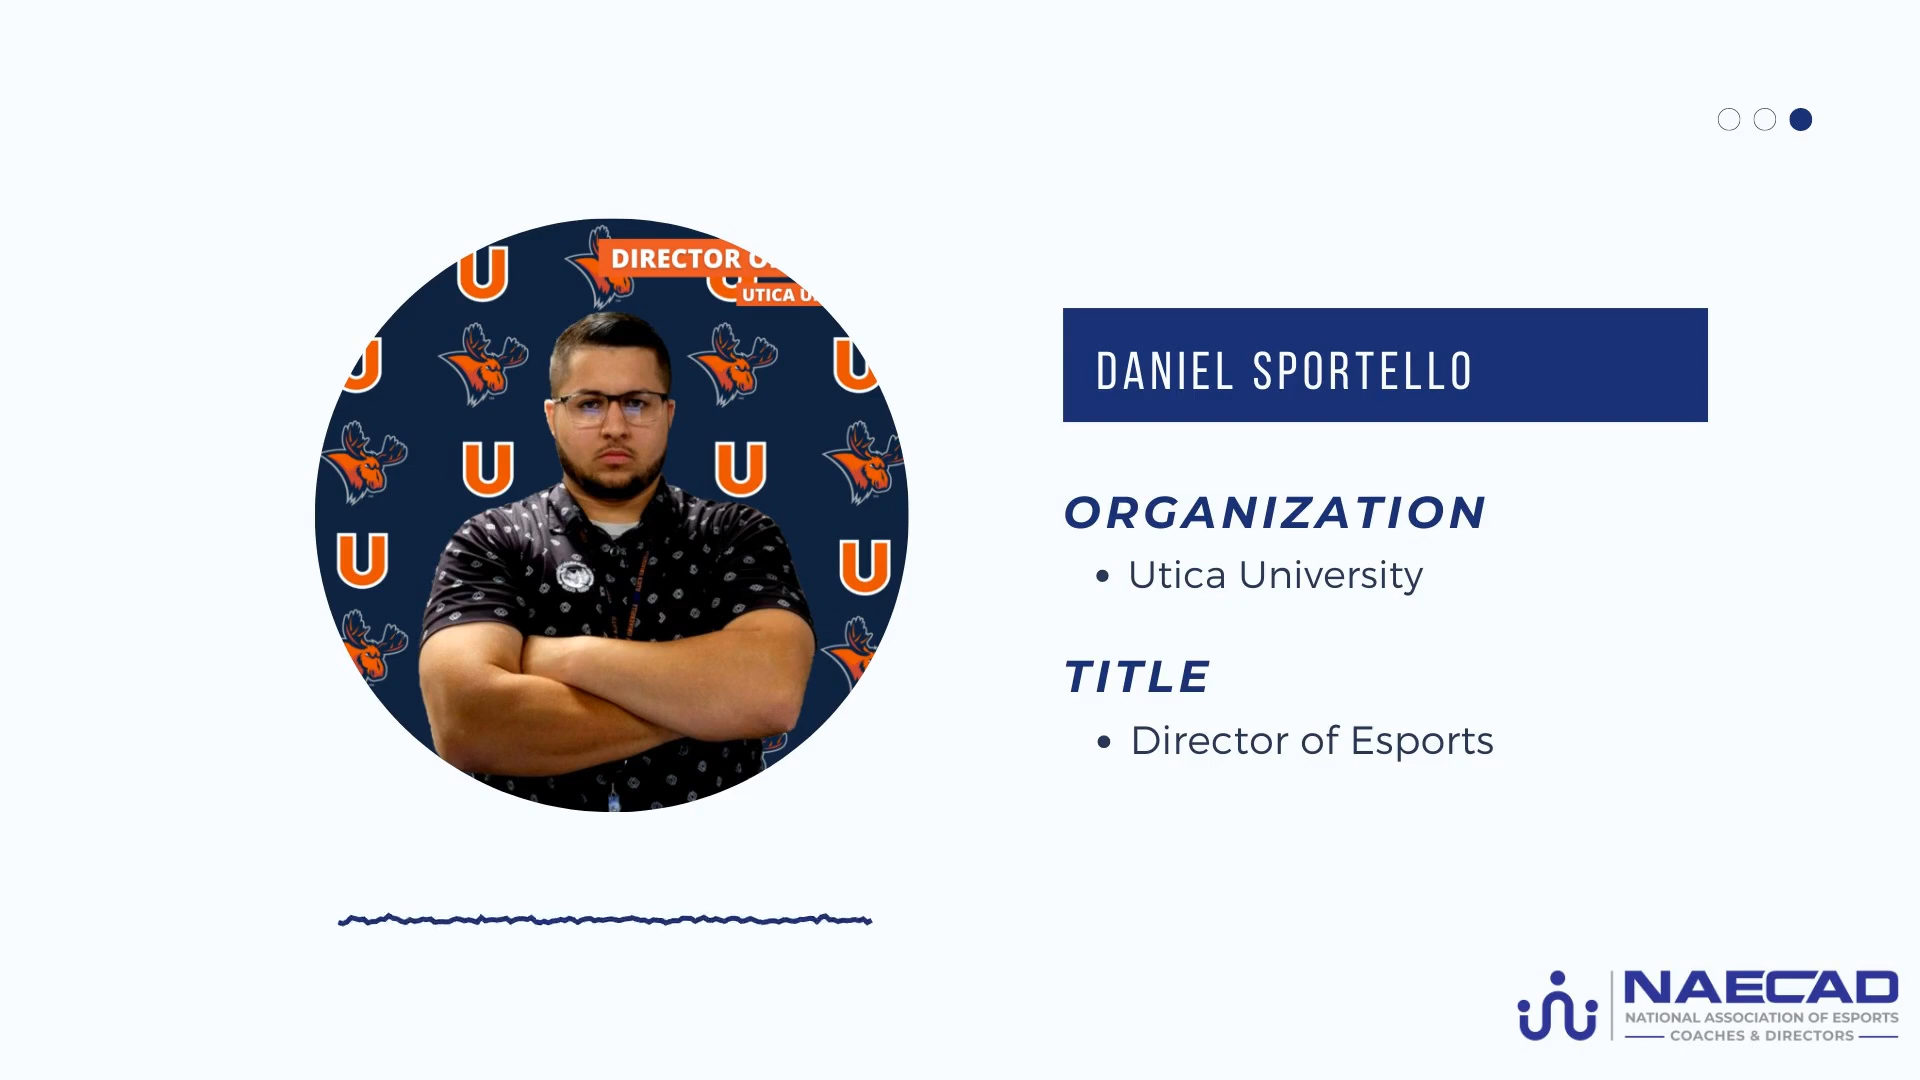 DIRECTOR
UTICA
U
U
U
U
U
U
U
DANIEL SPORTELLO
ORGANIZATION
• Utica University
TITLE
• Director of Esports
NAECAD
NATIONAL ASSOCIATION OF ESPORTS
COACHES & DIRECTORS